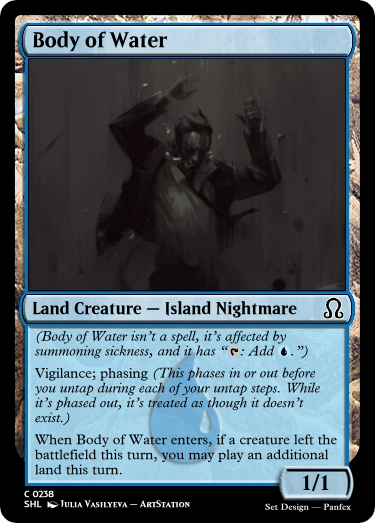 Body of Water
Land Creature — Island Nightmare
(Body of Water isn't a spell, it's affected by
summoning sickness, and it has “: Add .”)
Vigilance; phasing (This phases in or out before
you untap during each of your untap steps. While
it's phased out, it's treated as though it doesn't
exist.)
When Body of Water enters, if a creature left the
battlefield this turn, you may play an additional
land this turn.
1/1
C 0238
SHL Julia Vasilyeva — ArtStation
Set Design — Panfex